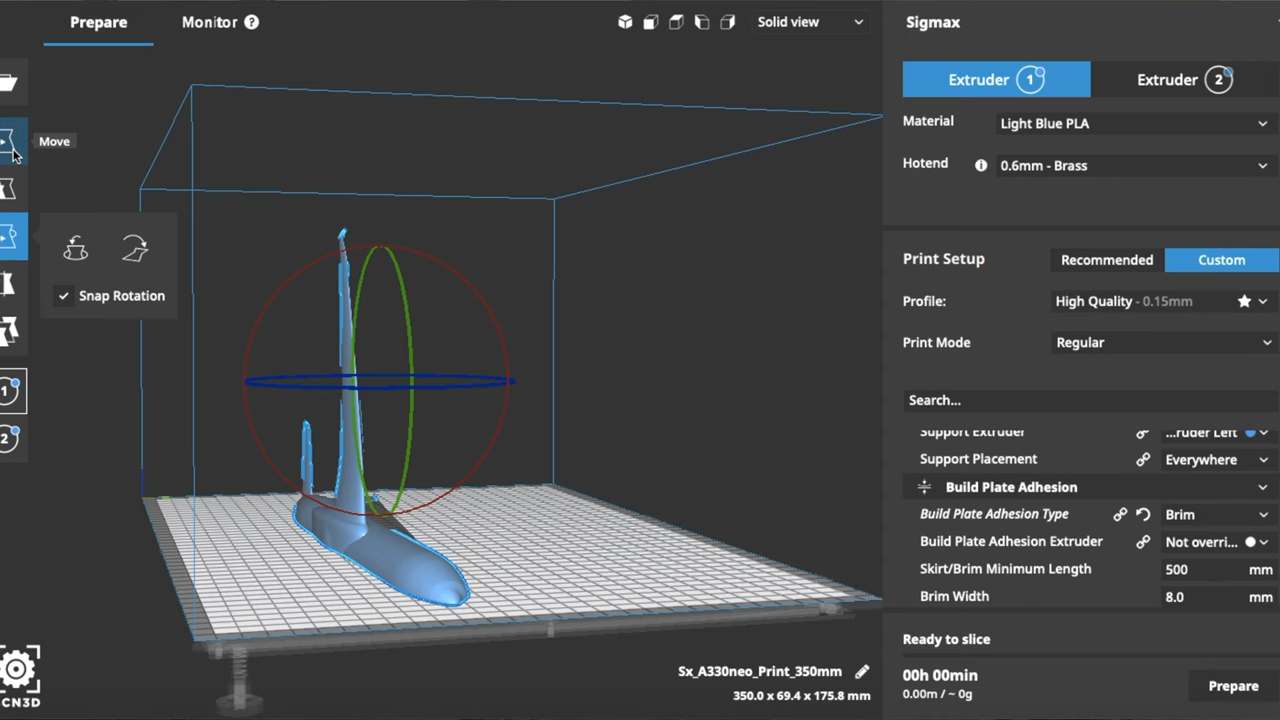 Prepare
Monitor ?
Solid view
Sigmax
Extruder 1
Extruder 2
Move
Material
Light Blue PLA
Hotend
0.6mm - Brass
Snap Rotation
Print Setup
Recommended
Custom
Profile:
High Quality - 0.15mm
Print Mode
Regular
1
2
Search...
Support Extruder
...ruder Left
Support Placement
Everywhere
Build Plate Adhesion
Build Plate Adhesion Type
Brim
Build Plate Adhesion Extruder
Not overri...
Skirt/Brim Minimum Length
500 mm
Brim Width
8.0 mm
Ready to slice
Sx_A330neo_Print_350mm
350.0 x 69.4 x 175.8 mm
00h 00min
0.00m / ~ 0g
Prepare
CN3D